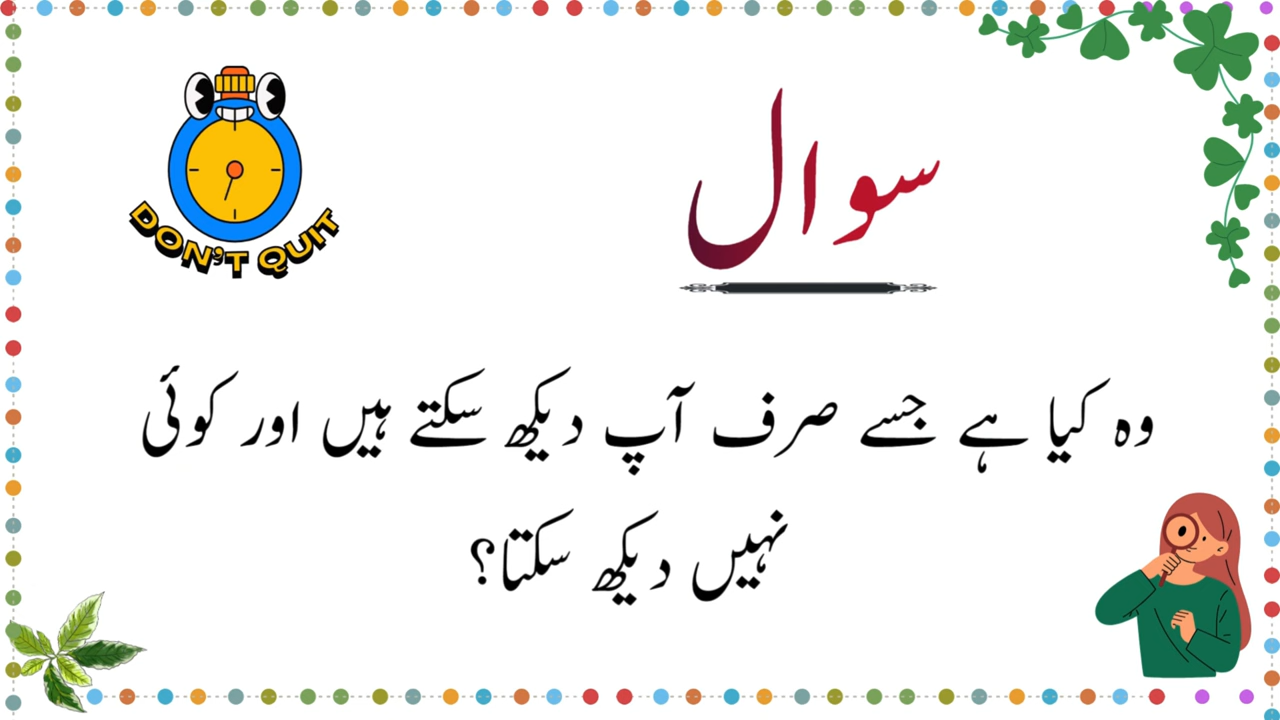 DON'T QUIT
سوال
وہ کیا ہے جسے صرف آپ دیکھ سکتے ہیں اور کوئی
نہیں دیکھ سکتا؟